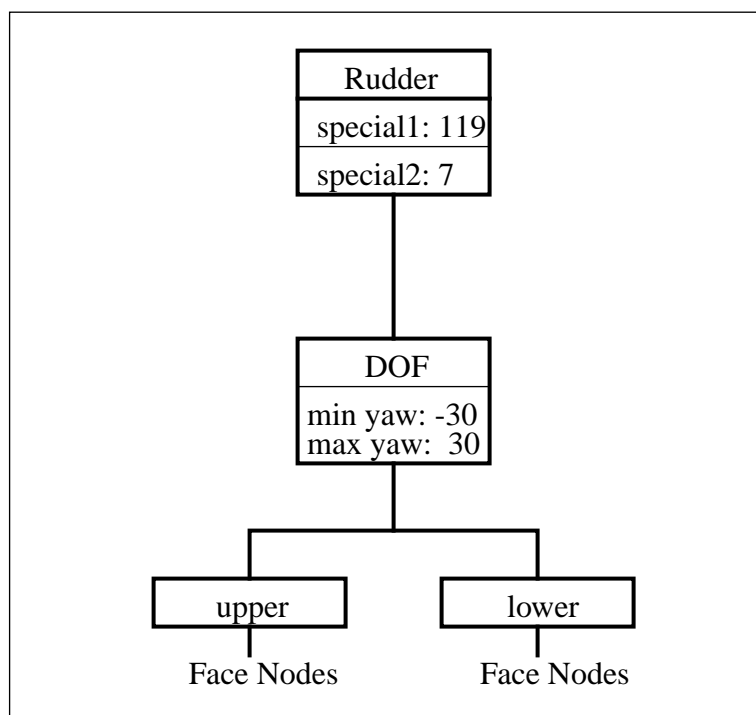 Rudder
special1: 119
special2: 7
DOF
min yaw: -30
max yaw: 30
upper
lower
Face Nodes
Face Nodes